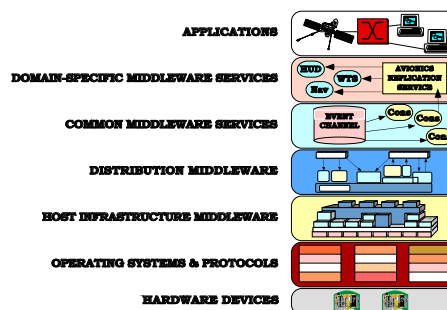 APPLICATIONS
DOMAIN-SPECIFIC MIDDLEWARE SERVICES
HUD
WTS
Nav
AVIONICS
REPLICATION
SERVICE
COMMON MIDDLEWARE SERVICES
EVENT
CHANNEL
Cons
Cons
Cons
DISTRIBUTION MIDDLEWARE
HOST INFRASTRUCTURE MIDDLEWARE
OPERATING SYSTEMS & PROTOCOLS
HARDWARE DEVICES